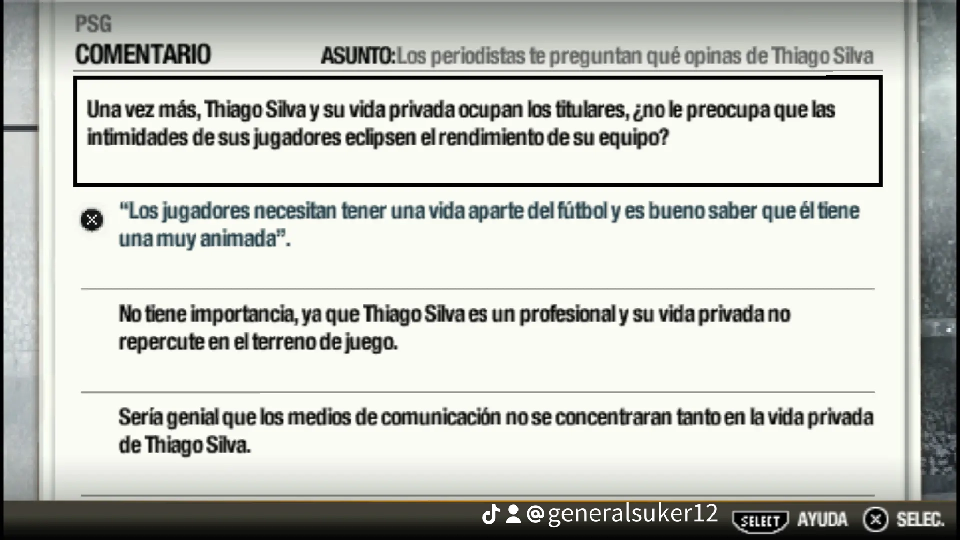 PSG
COMENTARIO ASUNTO:Los periodistas te preguntan qué opinas de Thiago Silva
Una vez más, Thiago Silva y su vida privada ocupan los titulares, ¿no le preocupa que las
intimidades de sus jugadores eclipsen el rendimiento de su equipo?
“Los jugadores necesitan tener una vida aparte del fútbol y es bueno saber que él tiene
una muy animada”.
No tiene importancia, ya que Thiago Silva es un profesional y su vida privada no
repercute en el terreno de juego.
Sería genial que los medios de comunicación no se concentraran tanto en la vida privada
de Thiago Silva.
@generalsuker12 SELECT AYUDA SELEC.